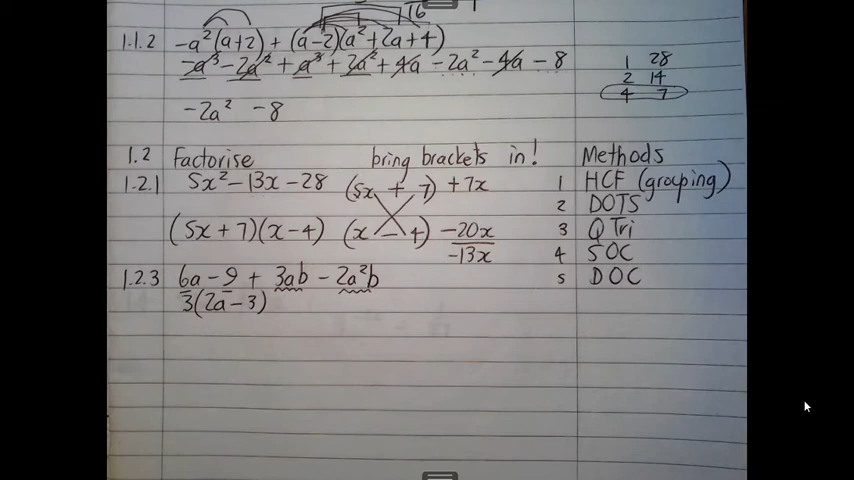 16
1.1.2 -a²(a+2) + (a-2)(a²+2a+4)
-a³ - 2a² + a³ + 2a² + 4a - 2a² - 4a - 8
1 28
2 14
4 7
-2a² - 8
1.2 Factorise bring brackets in! Methods
1.2.1 5x² - 13x - 28 (5x + 7) +7x 1 HCF (grouping)
2 DOTS
(5x+7)(x-4) (x - 4) -20x 3 Q Tri
-13x 4 SOC
1.2.3 6a - 9 + 3ab - 2a²b 5 DOC
3(2a-3)